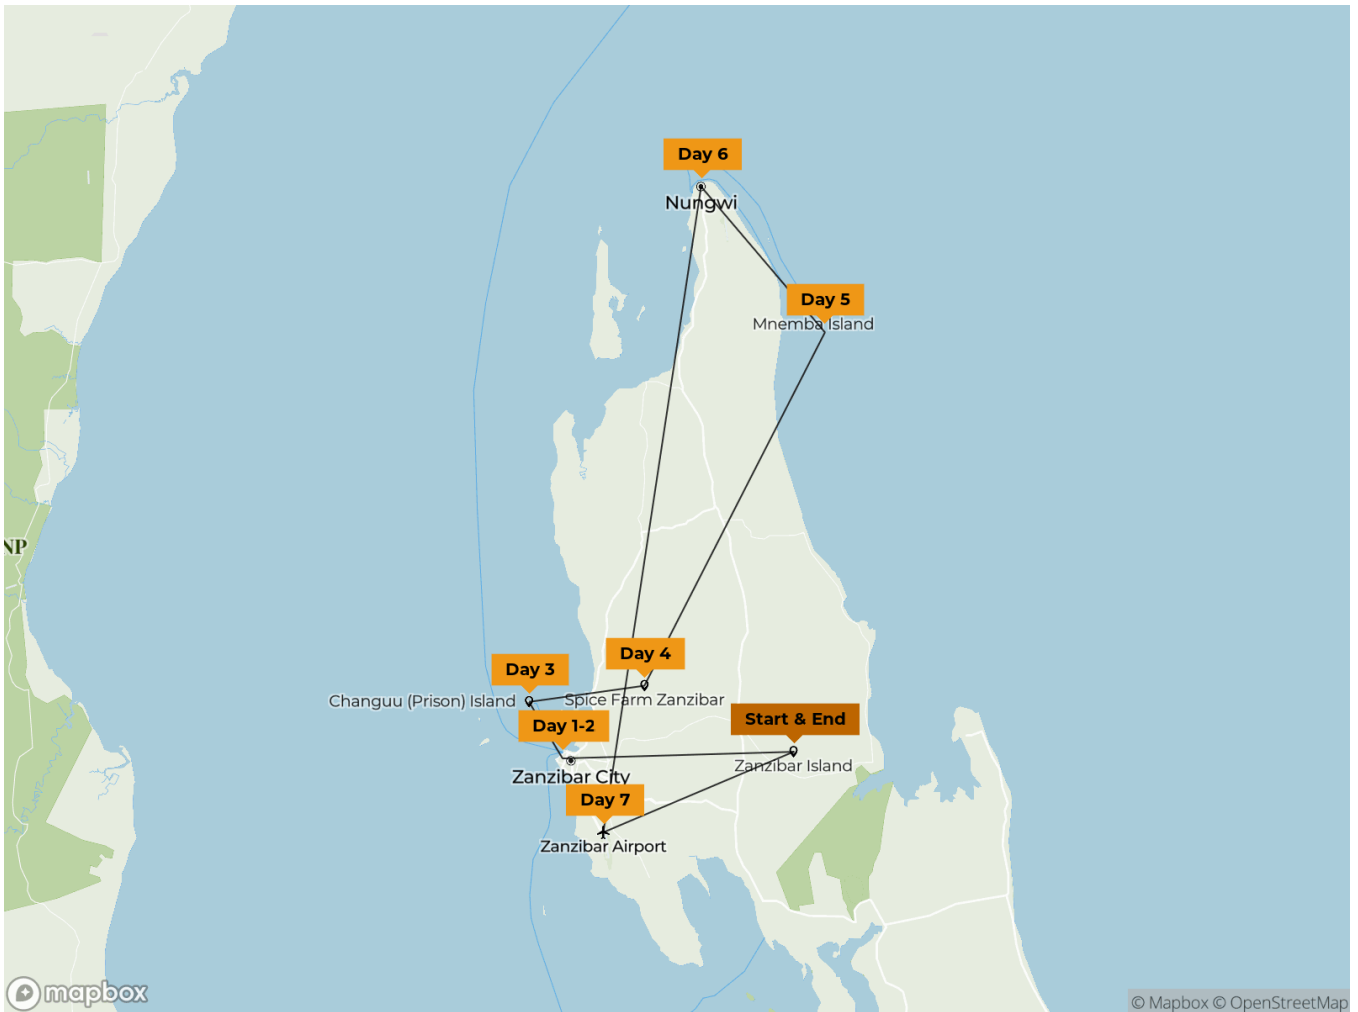 Day 6
Nungwi
Day 5
Mnemba Island
NP
Day 4
Day 3
Spice Farm Zanzibar
Changuu (Prison) Island
Start & End
Day 1-2
Zanzibar Island
Zanzibar City
Day 7
Zanzibar Airport
mapbox
© Mapbox © OpenStreetMap